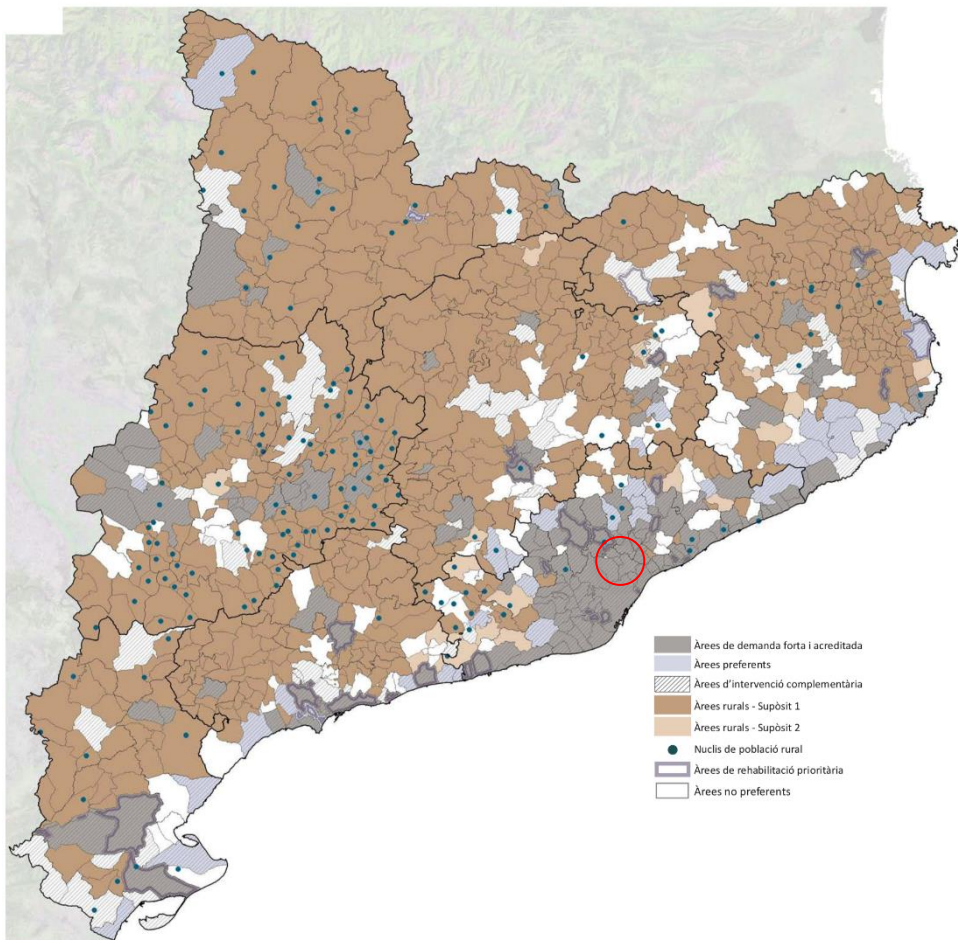 Àrees de demanda forta i acreditada
Àrees preferents
Àrees d'intervenció complementària
Àrees rurals - Supòsit 1
Àrees rurals - Supòsit 2
Nuclis de població rural
Àrees de rehabilitació prioritària
Àrees no preferents